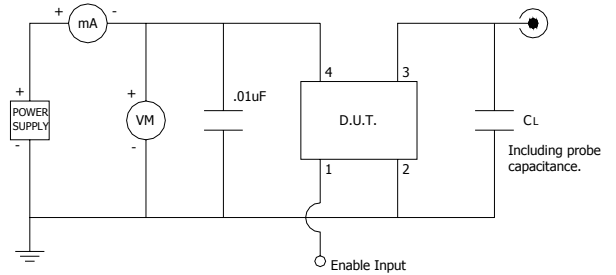 + mA -
+
POWER
SUPPLY
-
+
VM
-
.01uF
4 3
D.U.T.
1 2
CL
Including probe
capacitance.
Enable Input